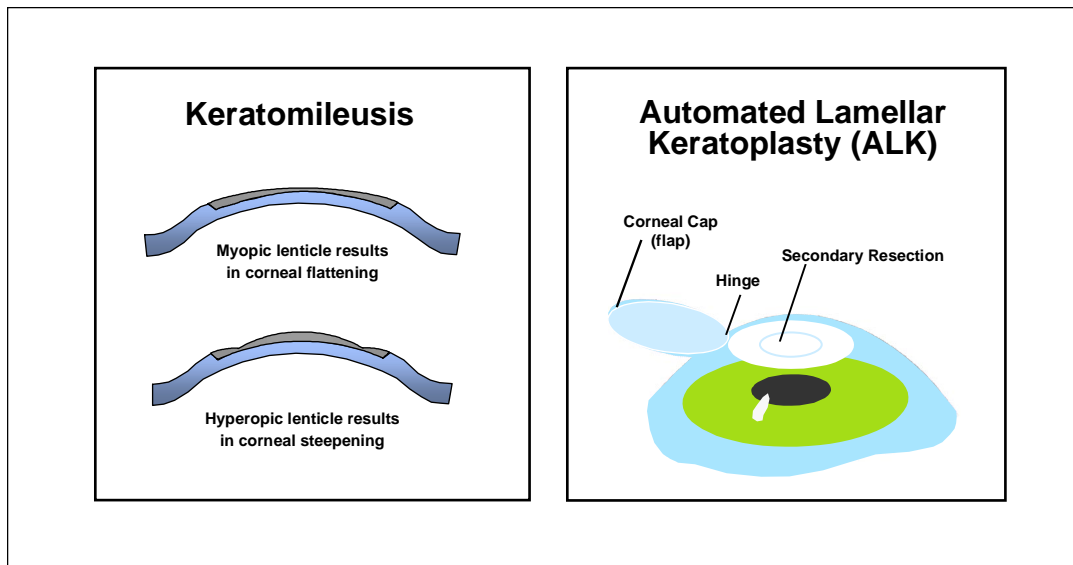 Keratomileusis
Myopic lenticle results
in corneal flattening
Hyperopic lenticle results
in corneal steepening
Automated Lamellar
Keratoplasty (ALK)
Corneal Cap
(flap)
Hinge
Secondary Resection